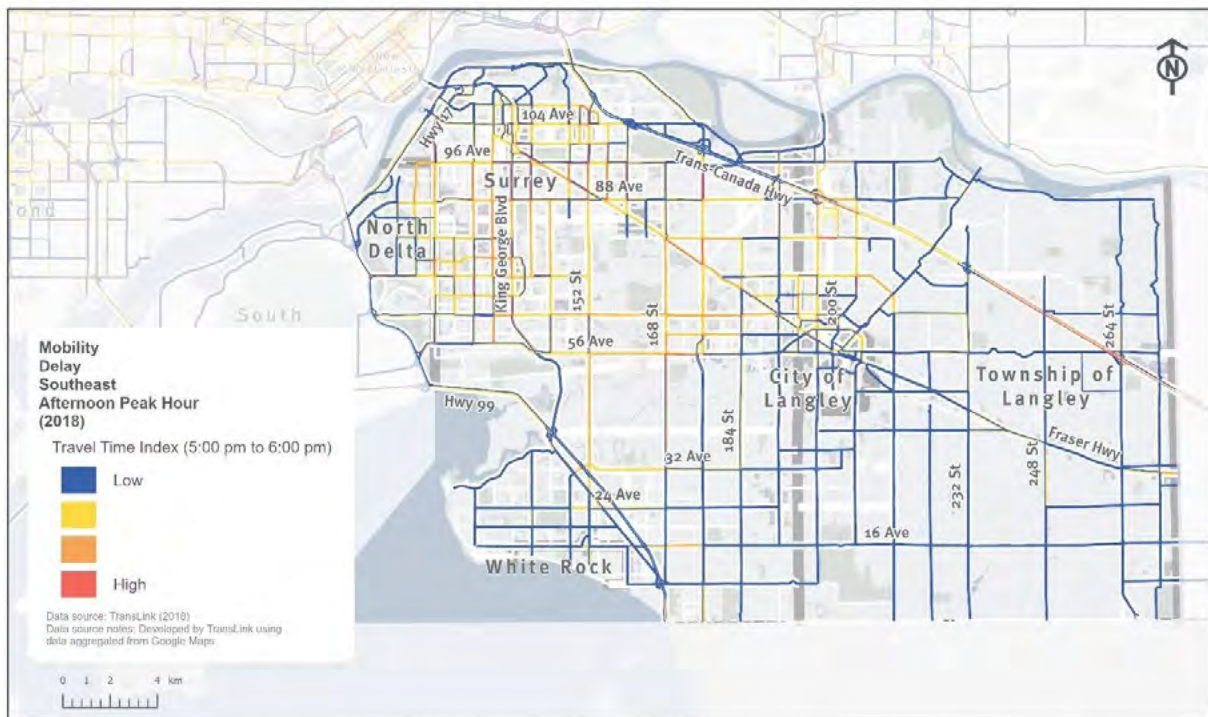 N
104 Ave
Hwy 17
96 Ave
Surrey
88 Ave
Trans-Canada Hwy
North
Delta
King George Blvd
152 St
168 St
200 St
264 St
South
56 Ave
City of
Langley
Township of
Langley
Hwy 99
184 St
Fraser Hwy
32 Ave
24 Ave
232 St
248 St
16 Ave
White Rock
Mobility
Delay
Southeast
Afternoon Peak Hour
(2018)
Travel Time Index (5:00 pm to 6:00 pm)
Low
High
Data source: TransLink (2018)
Data source notes: Developed by TransLink using
data aggregated from Google Maps
0 1 2 4 km